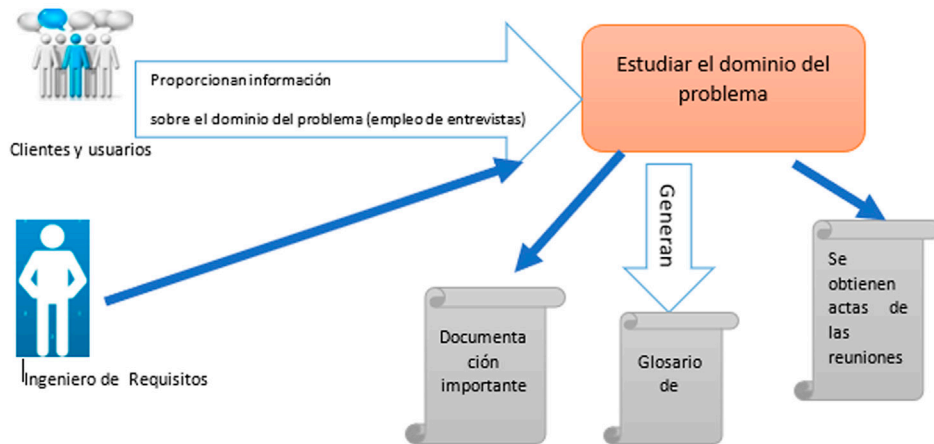 Proporcionan información
sobre el dominio del problema (empleo de entrevistas)
Clientes y usuarios
Estudiar el dominio del
problema
Generan
Ingeniero de Requisitos
Documenta
ción
importante
Glosario
de
Se
obtienen
actas de
las
reuniones